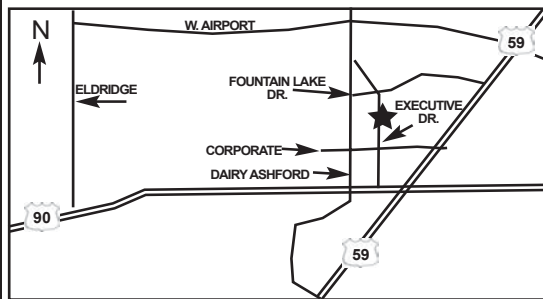 N
W. AIRPORT
59
ELDRIDGE
FOUNTAIN LAKE
DR.
EXECUTIVE
DR.
CORPORATE
DAIRY ASHFORD
90
59